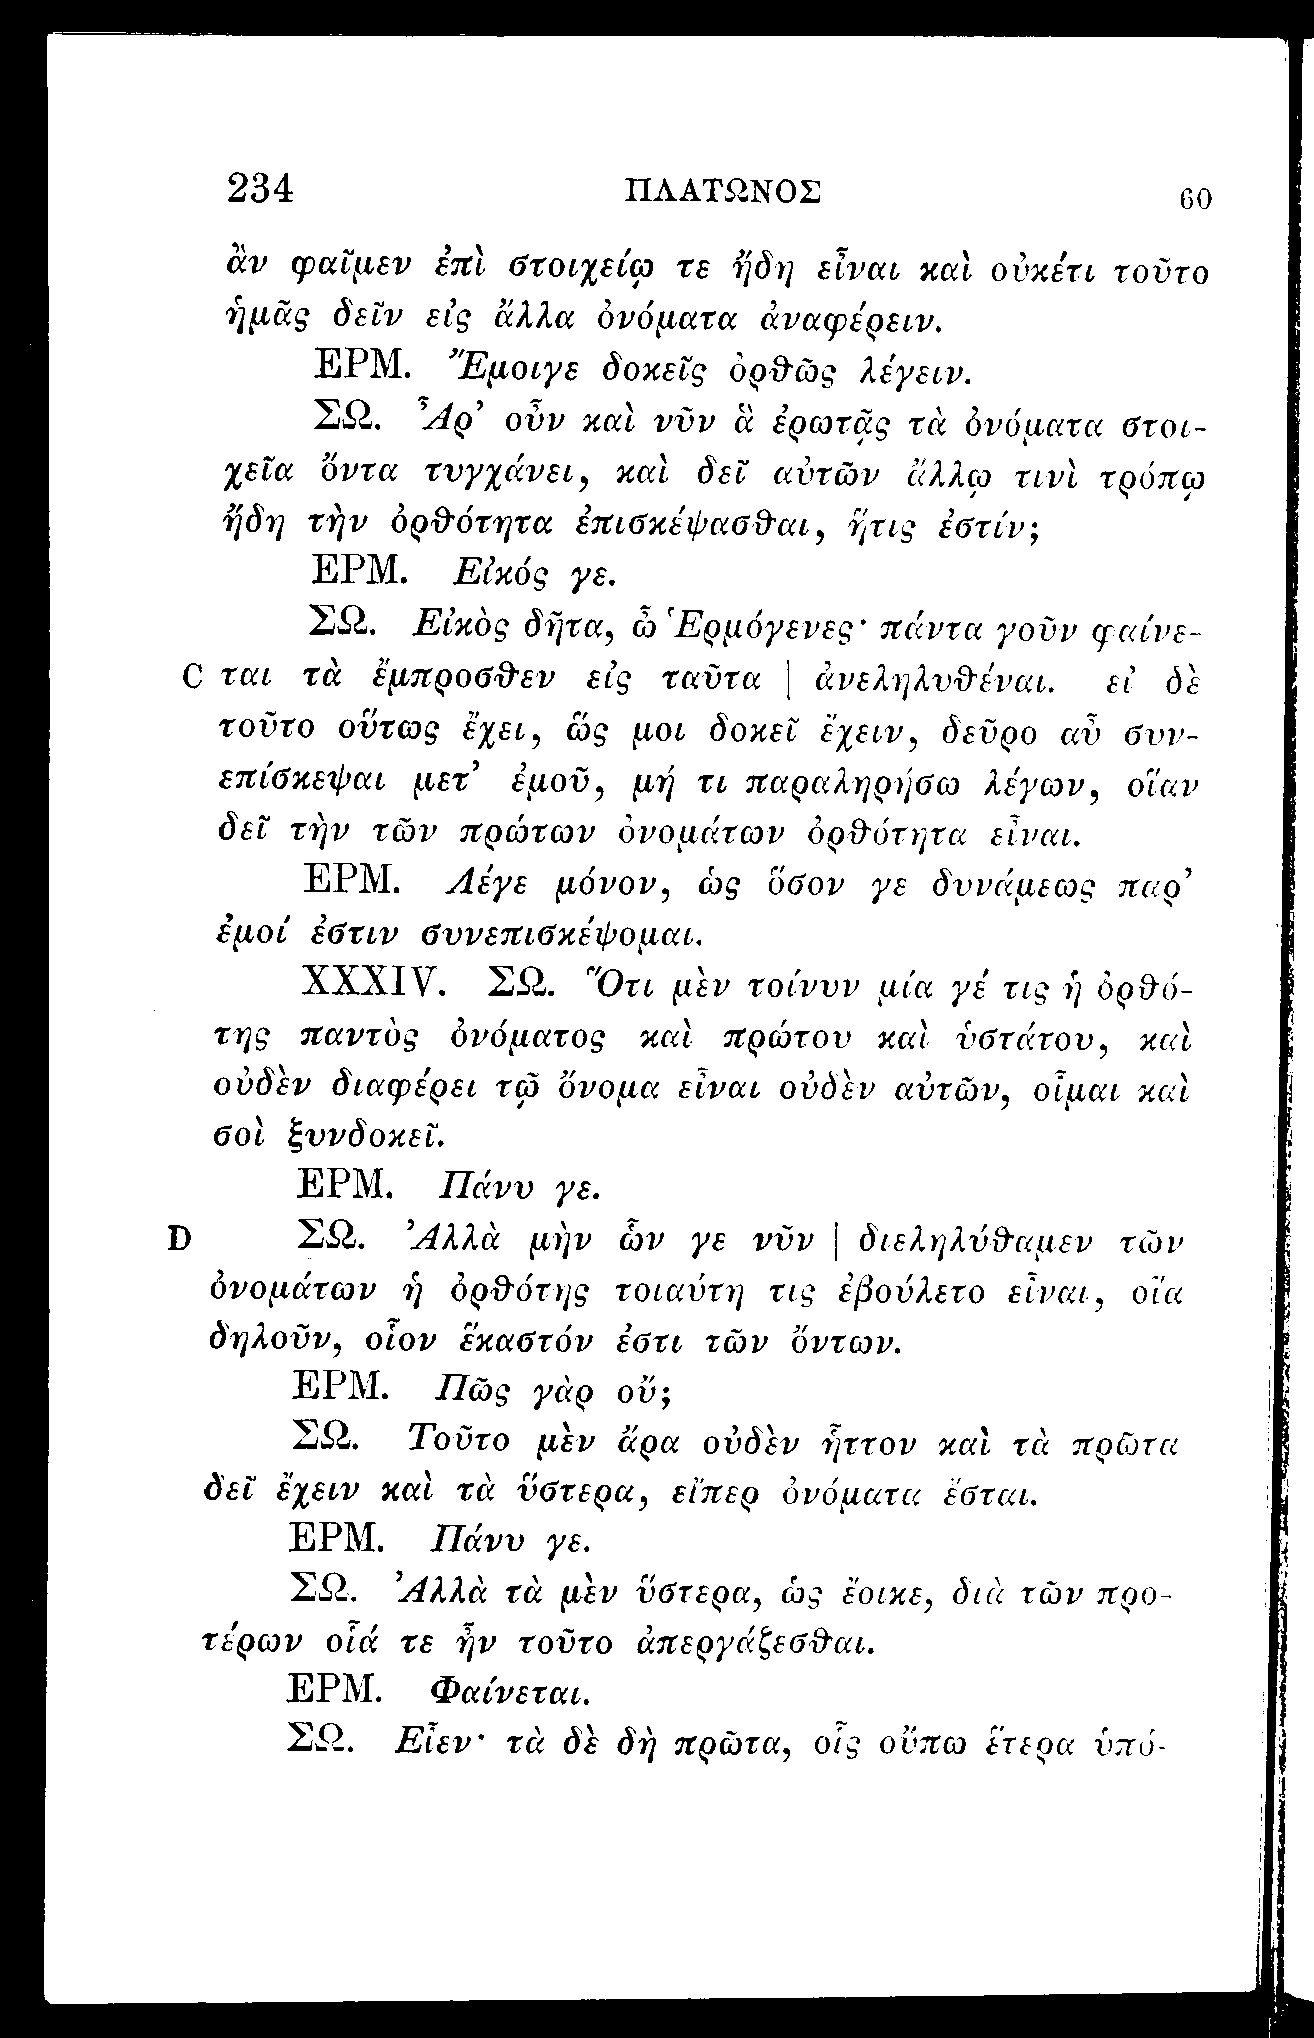 234 ΠΛΑΤΩΝΟΣ 60
ἂν φαῖμεν ἐπὶ στοιχείῳ τε ἤδη εἶναι καὶ οὐκέτι τοῦτο
ἡμᾶς δεῖν εἰς ἄλλα ὀνόματα ἀναφέρειν.
ΕΡΜ. Ἔμοιγε δοκεῖς ὀρϑῶς λέγειν.
ΣΩ. Ἆρ’ οὖν καὶ νῦν ἃ ἐρωτᾷς τὰ ὀνόματα στοι-
χεῖα ὄντα τυγχάνει, καὶ δεῖ αὐτῶν ἄλλῳ τινὶ τρόπῳ
ἤδη τὴν ὀρϑότητα ἐπισκέψασϑαι, ἥτις ἐστίν;
ΕΡΜ. Εἰκός γε.
ΣΩ. Εἰκὸς δῆτα, ὦ Ἑρμόγενες· πάντα γοῦν φαίνε-
C ται τὰ ἔμπροσϑεν εἰς ταῦτα | ἀνεληλυϑέναι. εἰ δὲ
τοῦτο οὕτως ἔχει, ὥς μοι δοκεῖ ἔχειν, δεῦρο αὖ συν-
επίσκεψαι μετ’ ἐμοῦ, μή τι παραληρήσω λέγων, οἵαν
δεῖ τὴν τῶν πρώτων ὀνομάτων ὀρϑότητα εἶναι.
ΕΡΜ. Λέγε μόνον, ὡς ὅσον γε δυνάμεως παρ’
ἐμοί ἐστιν συνεπισκέψομαι.
XXXIV. ΣΩ. Ὅτι μὲν τοίνυν μία γέ τις ἡ ὀρϑό-
της παντὸς ὀνόματος καὶ πρώτου καὶ ὑστάτου, καὶ
οὐδὲν διαφέρει τῷ ὄνομα εἶναι οὐδὲν αὐτῶν, οἶμαι καὶ
σοὶ ξυνδοκεῖ.
ΕΡΜ. Πάνυ γε.
D ΣΩ. Ἀλλὰ μὴν ὧν γε νῦν | διεληλύϑαμεν τῶν
ὀνομάτων ἡ ὀρϑότης τοιαύτη τις ἐβούλετο εἶναι, οἵα
δηλοῦν, οἷον ἕκαστόν ἐστι τῶν ὄντων.
ΕΡΜ. Πῶς γὰρ οὔ;
ΣΩ. Τοῦτο μὲν ἄρα οὐδὲν ἧττον καὶ τὰ πρῶτα
δεῖ ἔχειν καὶ τὰ ὕστερα, εἴπερ ὀνόματα ἔσται.
ΕΡΜ. Πάνυ γε.
ΣΩ. Ἀλλὰ τὰ μὲν ὕστερα, ὡς ἔοικε, διὰ τῶν προ-
τέρων οἷά τε ἦν τοῦτο ἀπεργάζεσϑαι.
ΕΡΜ. Φαίνεται.
ΣΩ. Εἶεν· τὰ δὲ δὴ πρῶτα, οἷς οὔπω ἕτερα ὑπό-